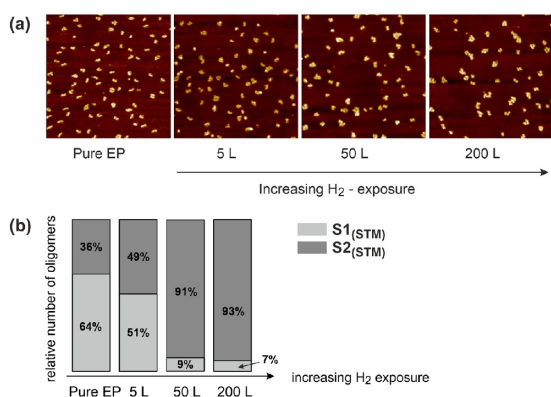 (a)
Pure EP 5 L 50 L 200 L
Increasing H2 - exposure
(b)
relative number of oligomers
36% 49% 91% 93%
64% 51% 9% 7%
S1(STM)
S2(STM)
Pure EP 5 L 50 L 200 L
increasing H2 exposure